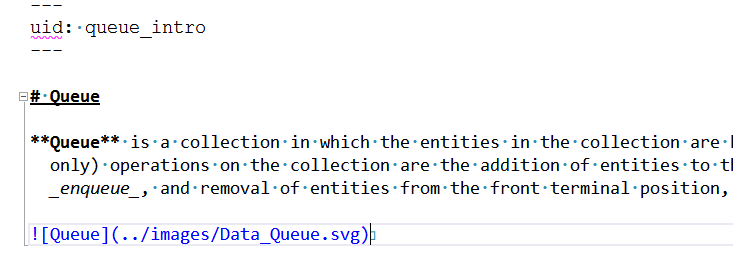 ---
uid: queue_intro
---
# Queue
**Queue** is a collection in which the entities in the collection are
only) operations on the collection are the addition of entities to
_enqueue_, and removal of entities from the front terminal position,
![Queue](../images/Data_Queue.svg)